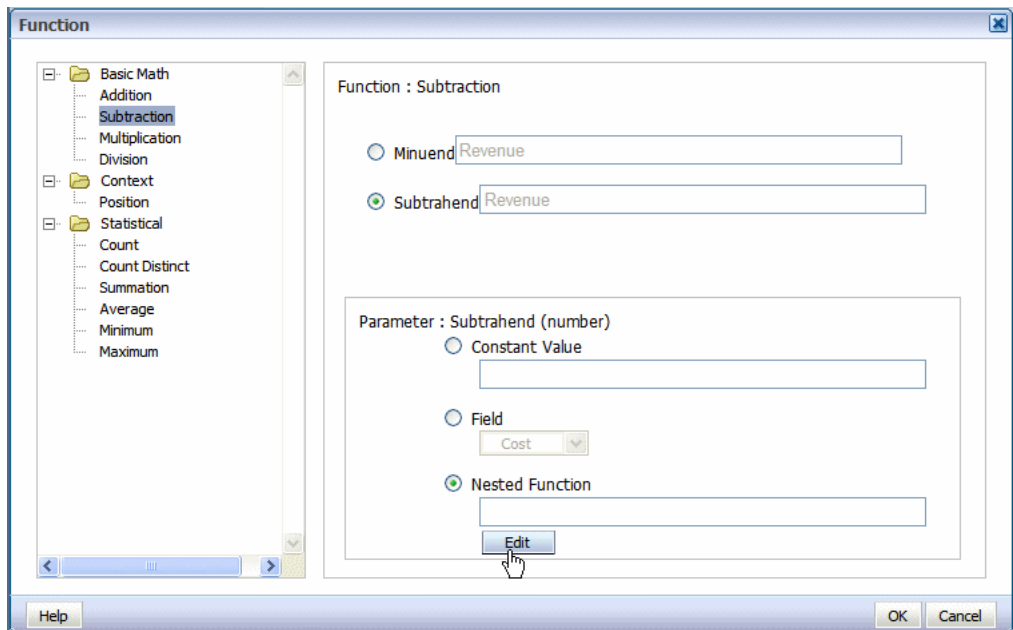 Function
Basic Math
Addition
Subtraction
Multiplication
Division
Context
Position
Statistical
Count
Count Distinct
Summation
Average
Minimum
Maximum
Function : Subtraction
Minuend Revenue
Subtrahend Revenue
Parameter : Subtrahend (number)
Constant Value
Field
Cost
Nested Function
Edit
Help OK Cancel